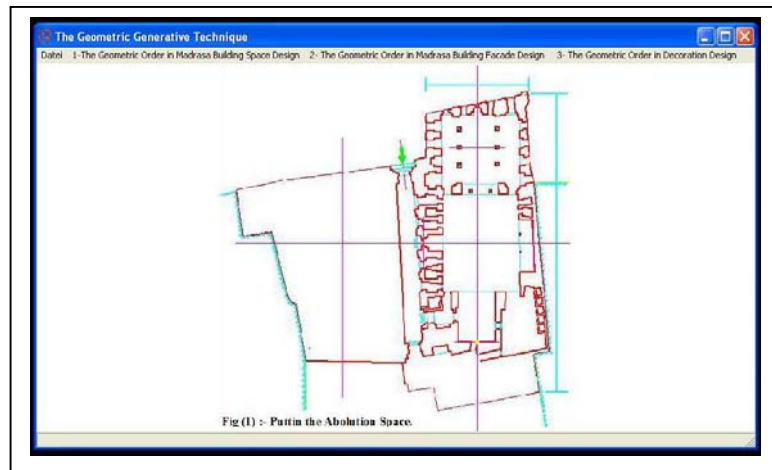 The Geometric Generative Technique
Datei 1-The Geometric Order in Madrasa Building Space Design 2- The Geometric Order in Madrasa Building Facade Design 3- The Geometric Order in Decoration Design
Fig (1) :- Puttin the Abolution Space.